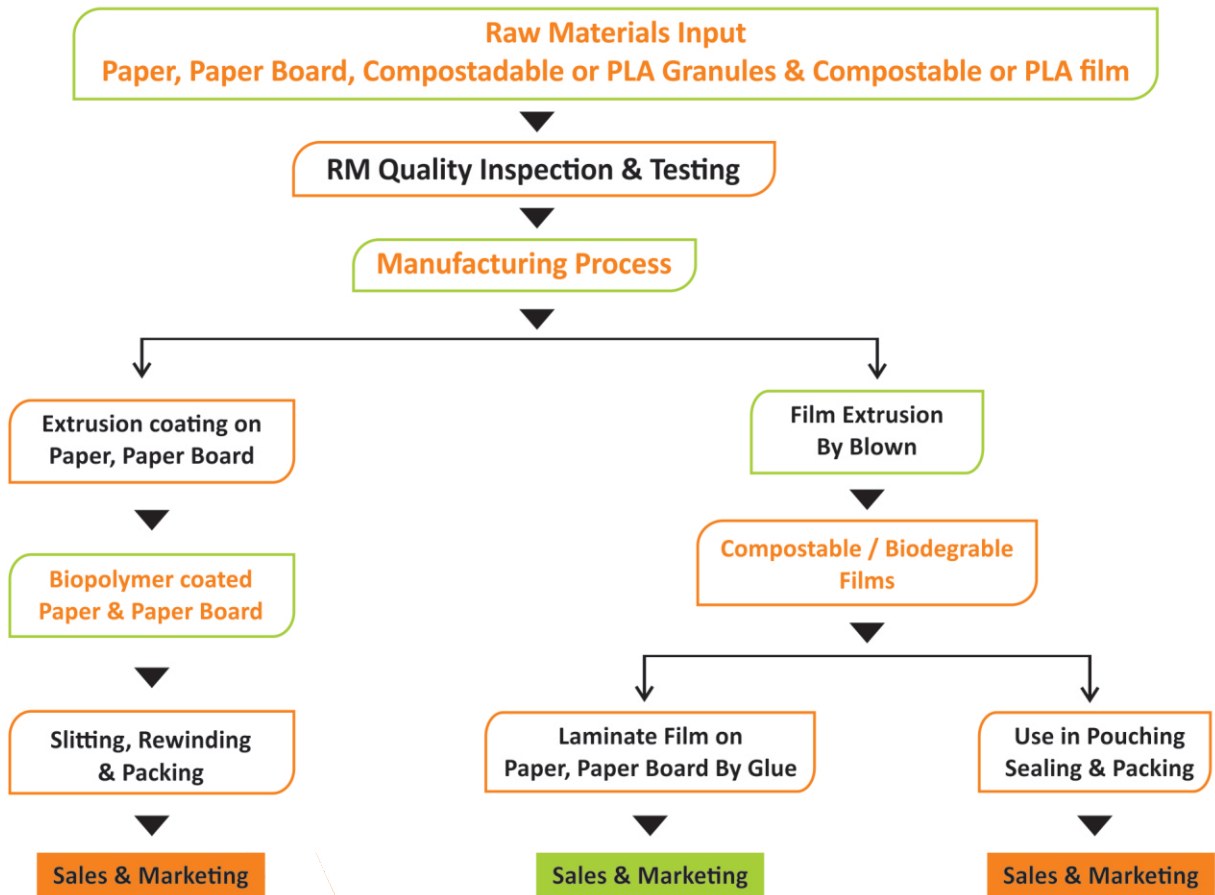 Raw Materials Input
Paper, Paper Board, Compostadable or PLA Granules & Compostable or PLA film
RM Quality Inspection & Testing
Manufacturing Process
Extrusion coating on
Paper, Paper Board
Biopolymer coated
Paper & Paper Board
Slitting, Rewinding
& Packing
Sales & Marketing
Film Extrusion
By Blown
Compostable / Biodegrable
Films
Laminate Film on
Paper, Paper Board By Glue
Sales & Marketing
Use in Pouching
Sealing & Packing
Sales & Marketing